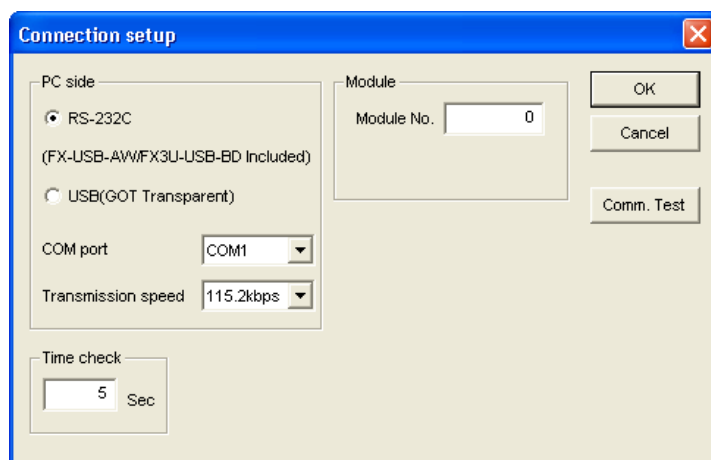 Connection setup
PC side
RS-232C
(FX-USB-AW/FX3U-USB-BD Included)
USB(GOT Transparent)
COM port COM1
Transmission speed 115.2kbps
Time check
5 Sec
Module
Module No. 0
OK
Cancel
Comm. Test